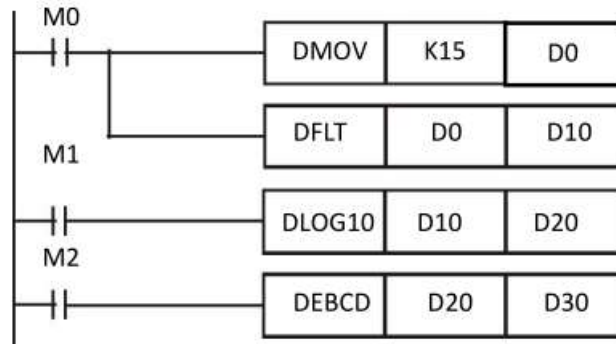 M0
DMOV K15 D0
DFLT D0 D10
M1
DLOG10 D10 D20
M2
DEBCD D20 D30